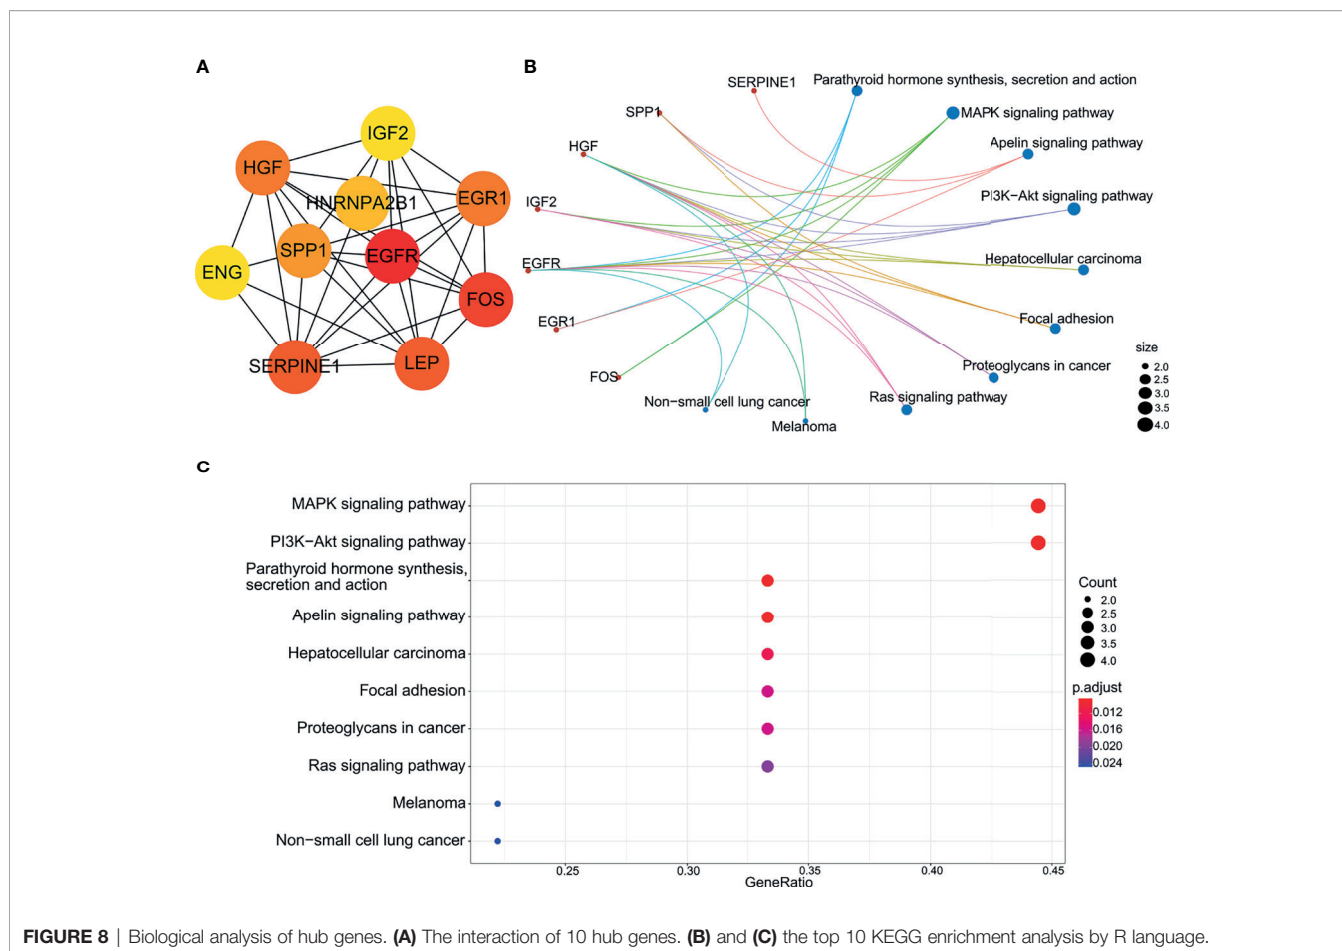 A
IGF2
HGF
HNRNPA2B1
EGR1
SPP1
EGFR
ENG
FOS
SERPINE1
LEP
B
SERPINE1
Parathyroid hormone synthesis, secretion and action
SPP1
MAPK signaling pathway
HGF
Apelin signaling pathway
IGF2
PI3K−Akt signaling pathway
EGFR
Hepatocellular carcinoma
EGR1
Focal adhesion
FOS
Proteoglycans in cancer
Non−small cell lung cancer
Ras signaling pathway
Melanoma
size
2.0
2.5
3.0
3.5
4.0
C
MAPK signaling pathway
PI3K−Akt signaling pathway
Parathyroid hormone synthesis,
secretion and action
Apelin signaling pathway
Hepatocellular carcinoma
Focal adhesion
Proteoglycans in cancer
Ras signaling pathway
Melanoma
Non−small cell lung cancer
0.25 0.30 0.35 0.40 0.45
GeneRatio
Count
2.0
2.5
3.0
3.5
4.0
p.adjust
0.012
0.016
0.020
0.024
FIGURE 8 | Biological analysis of hub genes. (A) The interaction of 10 hub genes. (B) and (C) the top 10 KEGG enrichment analysis by R language.